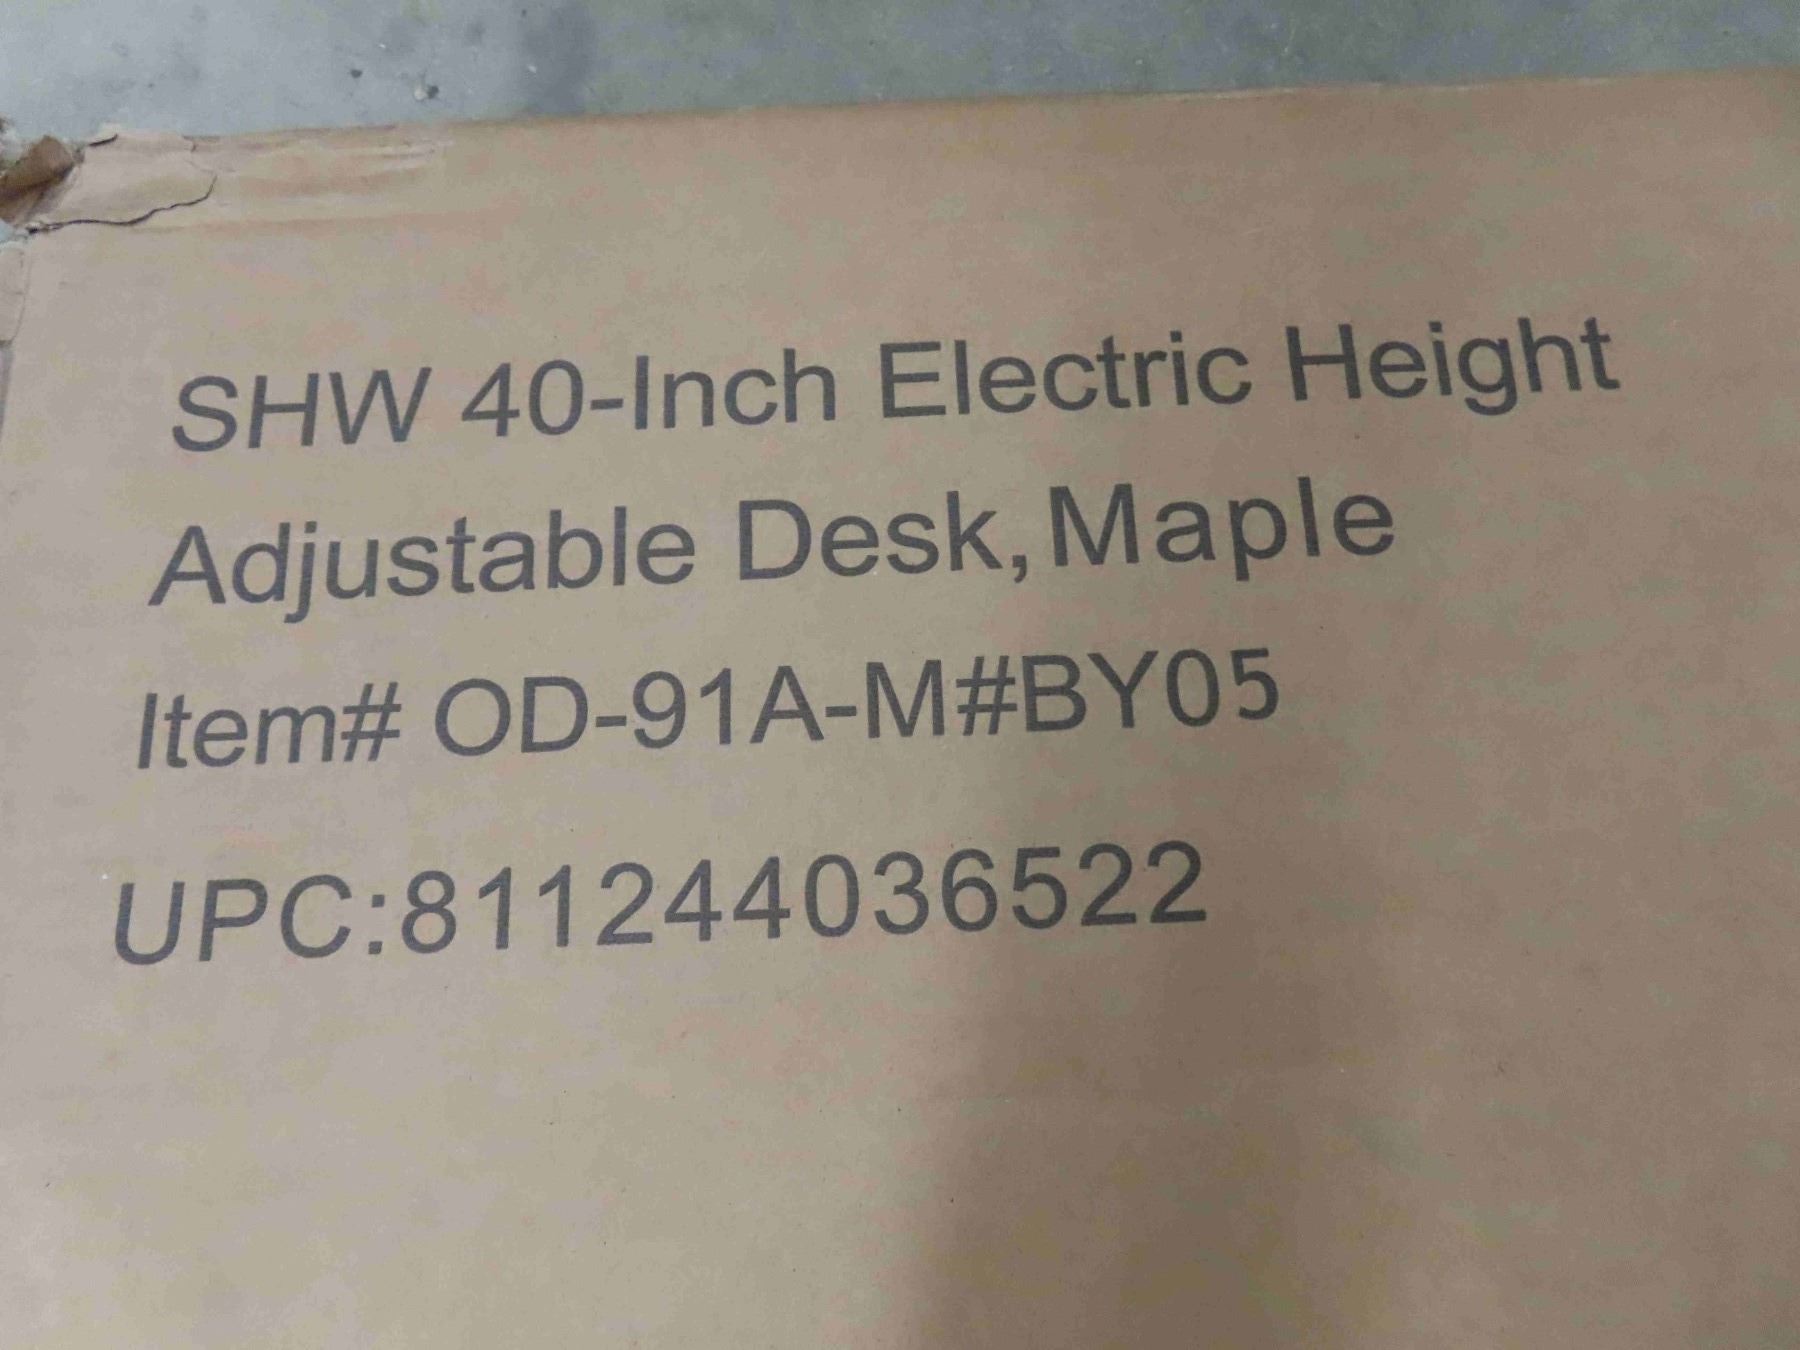 SHW 40-Inch Electric Height
Adjustable Desk, Maple
Item# OD-91A-M#BY05
UPC:811244036522